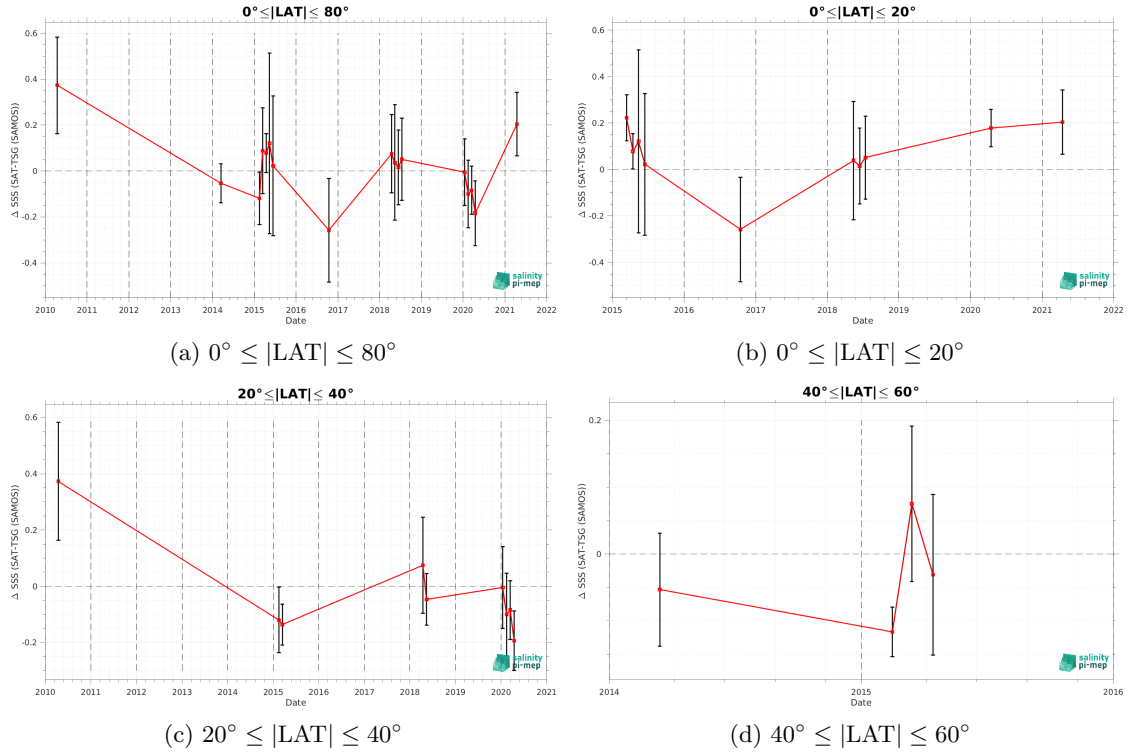 0°≤|LAT|≤ 80°
Δ SSS (SAT-TSG (SAMOS))
0.6
0.4
0.2
0
-0.2
-0.4
2010 2011 2012 2013 2014 2015 2016 2017 2018 2019 2020 2021 2022
Date
salinity
pi-mep
(a) 0° ≤ |LAT| ≤ 80°
0°≤|LAT|≤ 20°
Δ SSS (SAT-TSG (SAMOS))
0.6
0.4
0.2
0
-0.2
-0.4
2015 2016 2017 2018 2019 2020 2021 2022
Date
salinity
pi-mep
(b) 0° ≤ |LAT| ≤ 20°
20°≤|LAT|≤ 40°
Δ SSS (SAT-TSG (SAMOS))
0.6
0.4
0.2
0
-0.2
2010 2011 2012 2013 2014 2015 2016 2017 2018 2019 2020 2021
Date
salinity
pi-mep
(c) 20° ≤ |LAT| ≤ 40°
40°≤|LAT|≤ 60°
Δ SSS (SAT-TSG (SAMOS))
0.2
0
2014 2015 2016
Date
salinity
pi-mep
(d) 40° ≤ |LAT| ≤ 60°